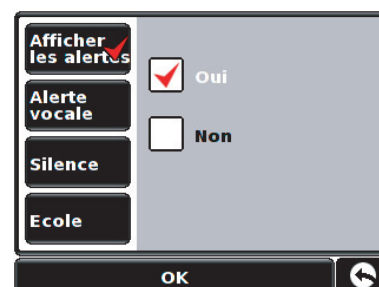 Afficher
les alertes
Alerte
vocale
Silence
Ecole
Oui
Non
OK